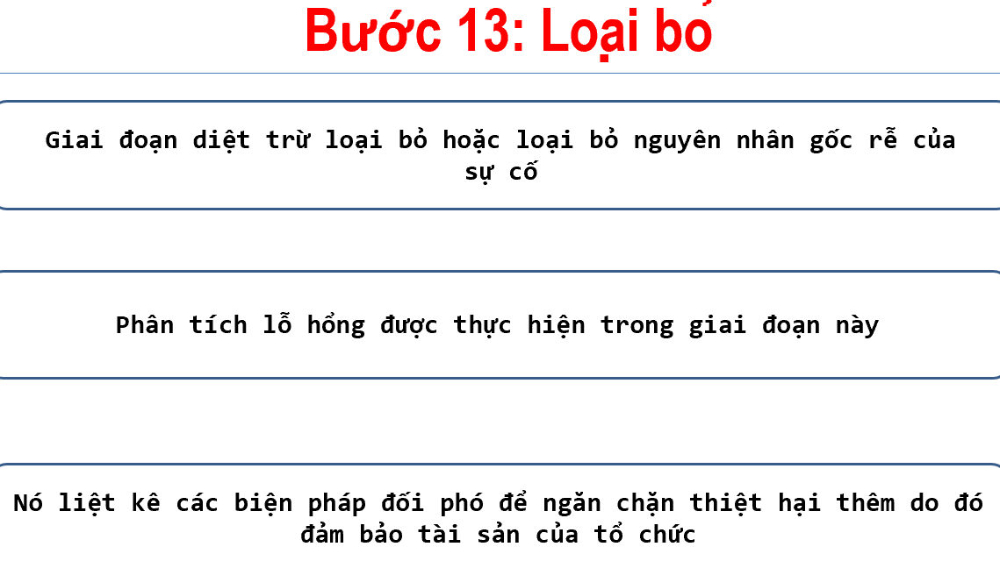 Bước 13: Loại bỏ
Giai đoạn diệt trừ loại bỏ hoặc loại bỏ nguyên nhân gốc rễ của
sự cố
Phân tích lỗ hổng được thực hiện trong giai đoạn này
Nó liệt kê các biện pháp đối phó để ngăn chặn thiệt hại thêm do đó
đảm bảo tài sản của tổ chức